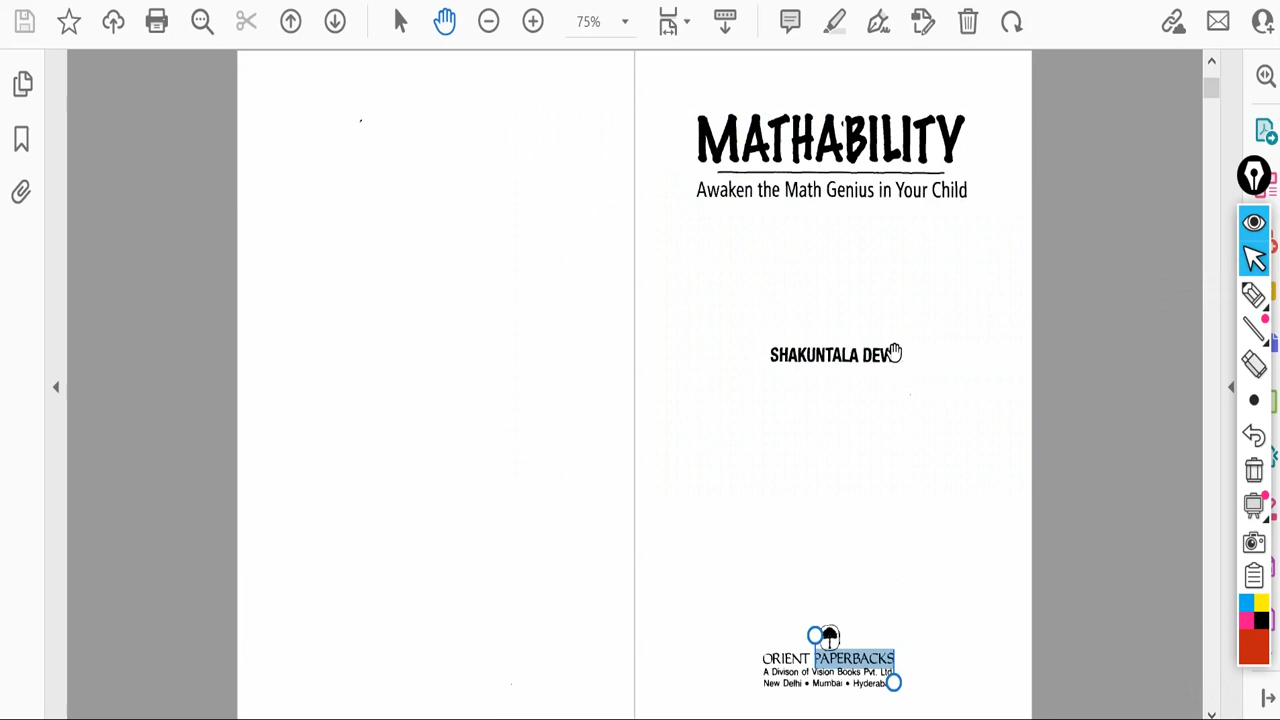 75%
MATHABILITY
Awaken the Math Genius in Your Child
SHAKUNTALA DEV
ORIENT PAPERBACKS
A Divison of Vision Books Pvt. Ltd
New Delhi • Mumbai • Hyderab